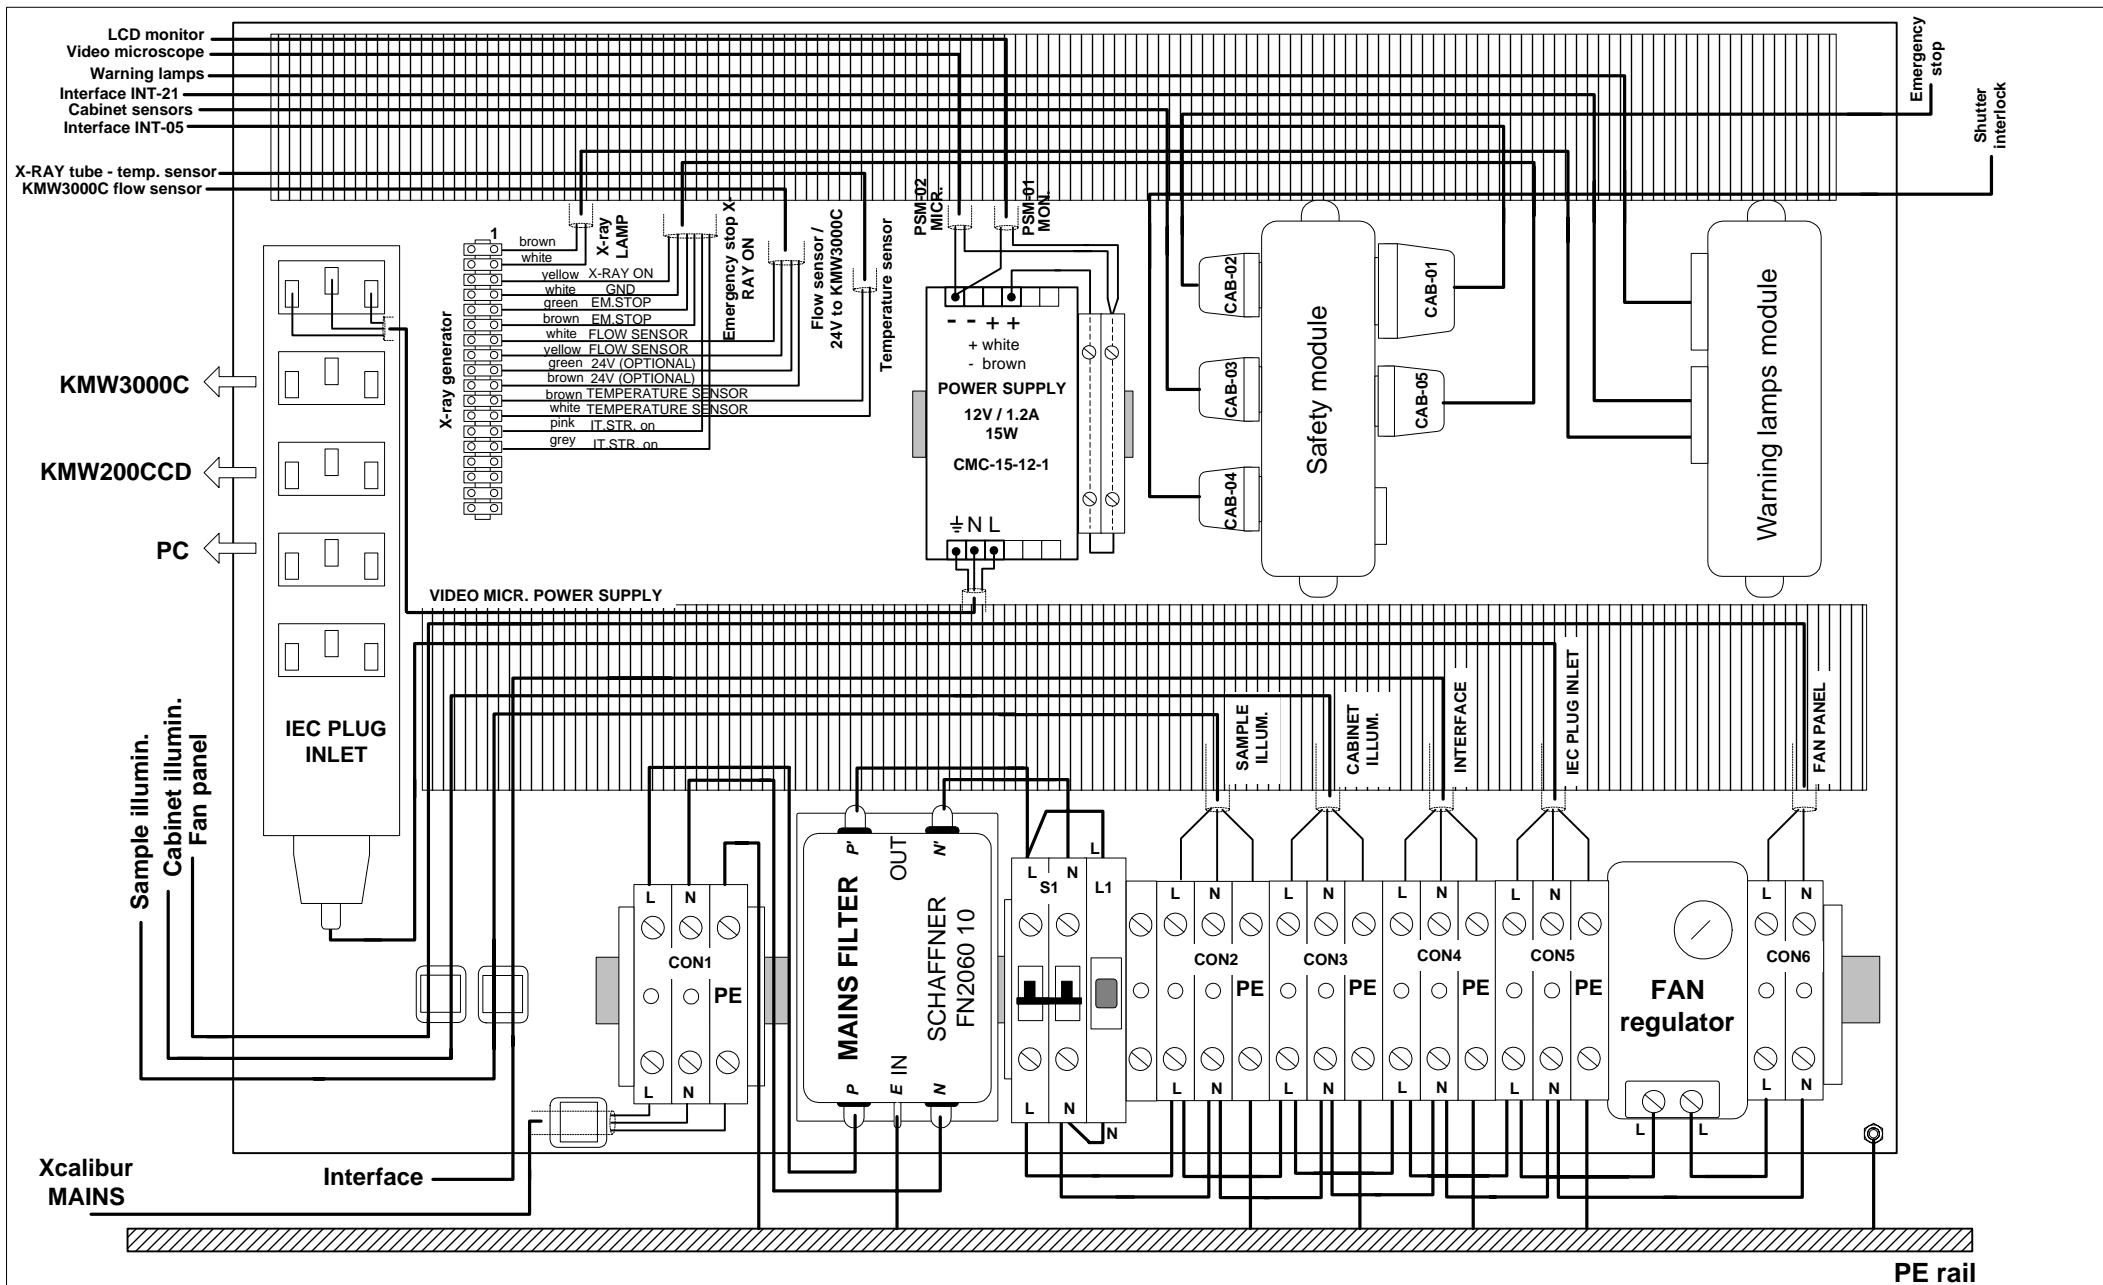 LCD monitor
Video microscope
Warning lamps
Interface INT-21
Cabinet sensors
Interface INT-05
X-RAY tube - temp. sensor
KMW3000C flow sensor
Emergency
stop
Shutter
interlock
1
brown
white
yellow X-RAY ON
white GND
green EM.STOP
brown EM.STOP
white FLOW SENSOR
yellow FLOW SENSOR
green 24V (OPTIONAL)
brown 24V (OPTIONAL)
brown TEMPERATURE SENSOR
white TEMPERATURE SENSOR
pink IT.STR. on
grey IT.STR. on
X-ray generator
X-ray
LAMP
Emergency stop X-
RAY ON
Flow sensor /
24V to KMW3000C
Temperature sensor
PSM-02
MICR.
PSM-01
MON.
- - + +
+ white
- brown
POWER SUPPLY
12V / 1.2A
15W
CMC-15-12-1
N L
CAB-02
CAB-03
CAB-04
Safety module
CAB-01
CAB-05
Warning lamps module
KMW3000C
KMW200CCD
PC
VIDEO MICR. POWER SUPPLY
IEC PLUG
INLET
Sample illumin.
Cabinet illumin.
Fan panel
SAMPLE
ILLUM.
CABINET
ILLUM.
INTERFACE
IEC PLUG INLET
FAN PANEL
L N
CON1
PE
L N
P' OUT N'
MAINS FILTER
SCHAFFNER
FN2060 10
P E IN N
L N L
S1 L1
L N N
L N
CON2
PE
L N
L N
CON3
PE
L N
L N
CON4
PE
L N
L N
CON5
PE
L N
FAN
regulator
L L
L N
CON6
L N
Xcalibur
MAINS
Interface
PE rail